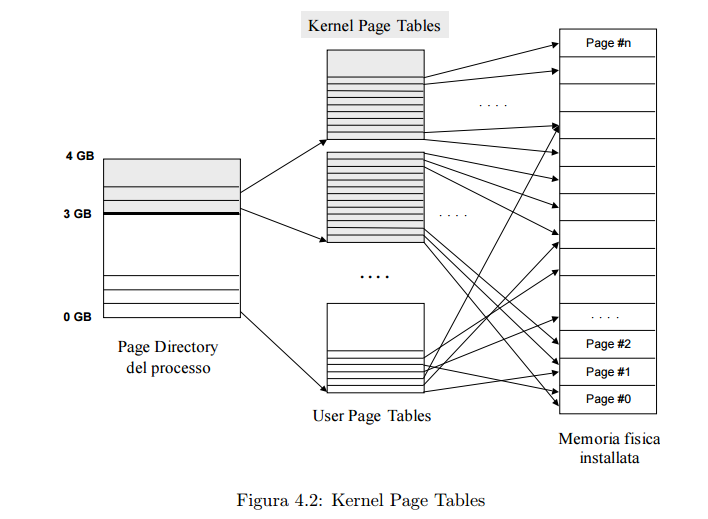 Kernel Page Tables
Page #n
. . . .
4 GB
3 GB
. . . .
. . . .
0 GB
. . . .
Page #2
Page Directory
del processo
Page #1
Page #0
User Page Tables
Memoria fisica
installata
Figura 4.2: Kernel Page Tables